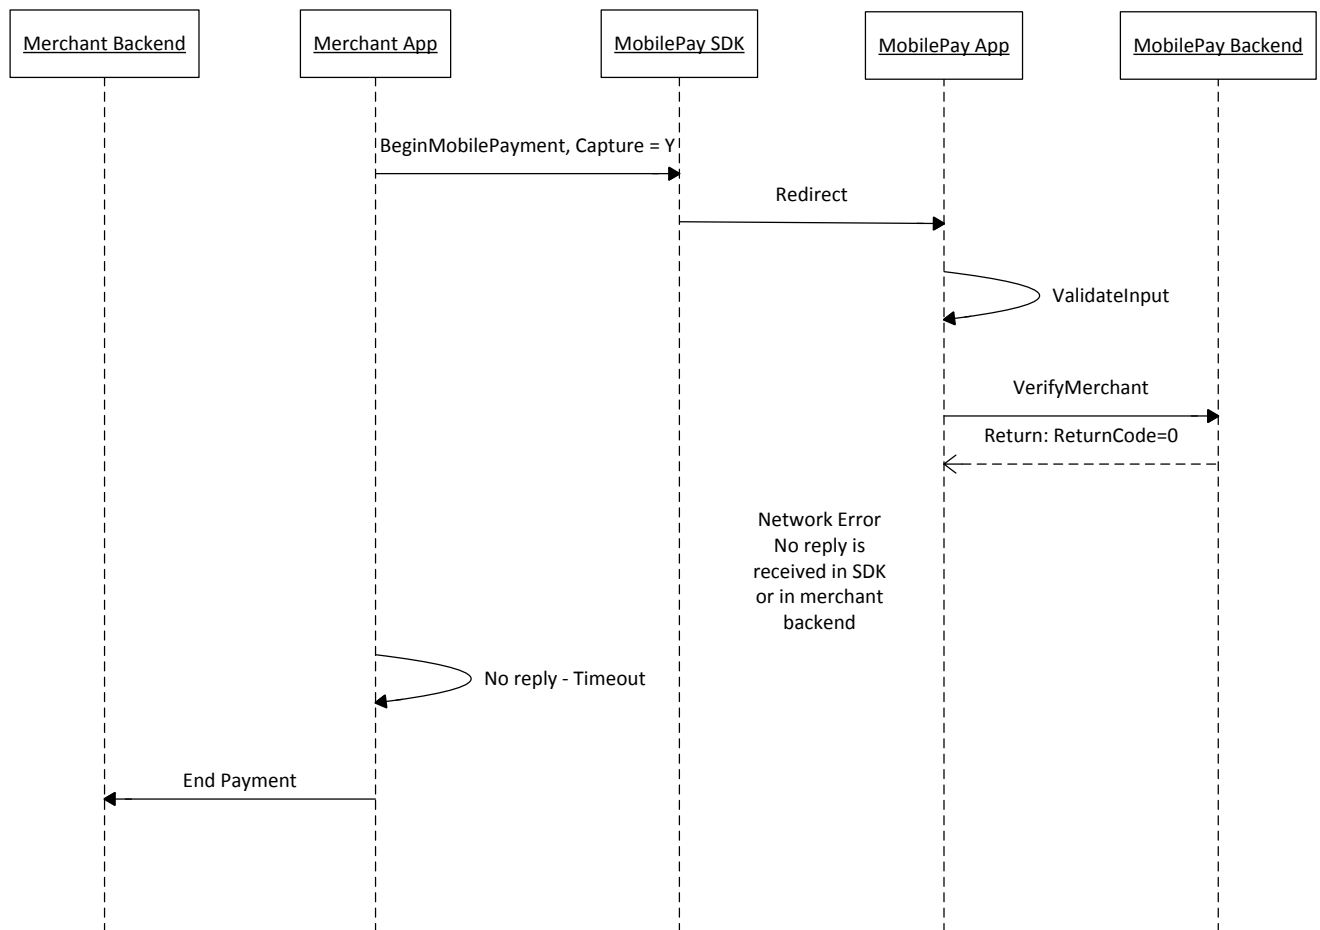 Merchant Backend
Merchant App
MobilePay SDK
MobilePay App
MobilePay Backend
BeginMobilePayment, Capture = Y
Redirect
ValidateInput
VerifyMerchant
Return: ReturnCode=0
Network Error
No reply is
received in SDK
or in merchant
backend
No reply - Timeout
End Payment